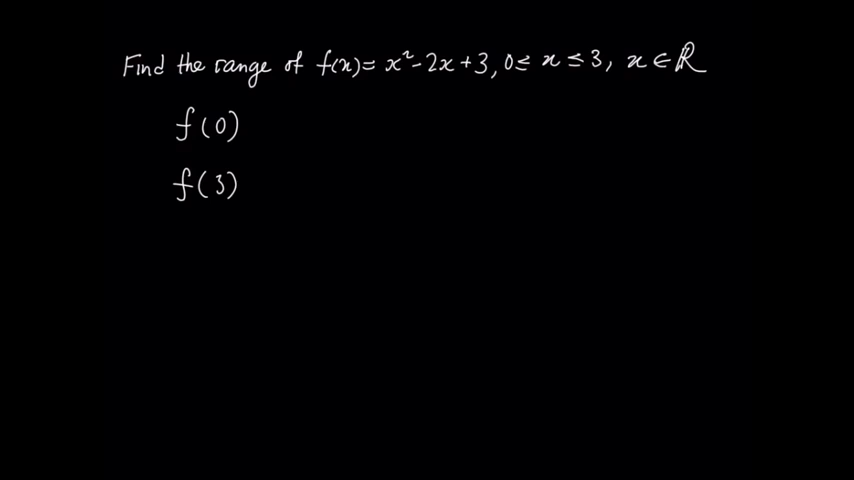 Find the range of f(x) = x² - 2x + 3, 0 ≤ x ≤ 3, x ∈ ℝ
f(0)
f(3)